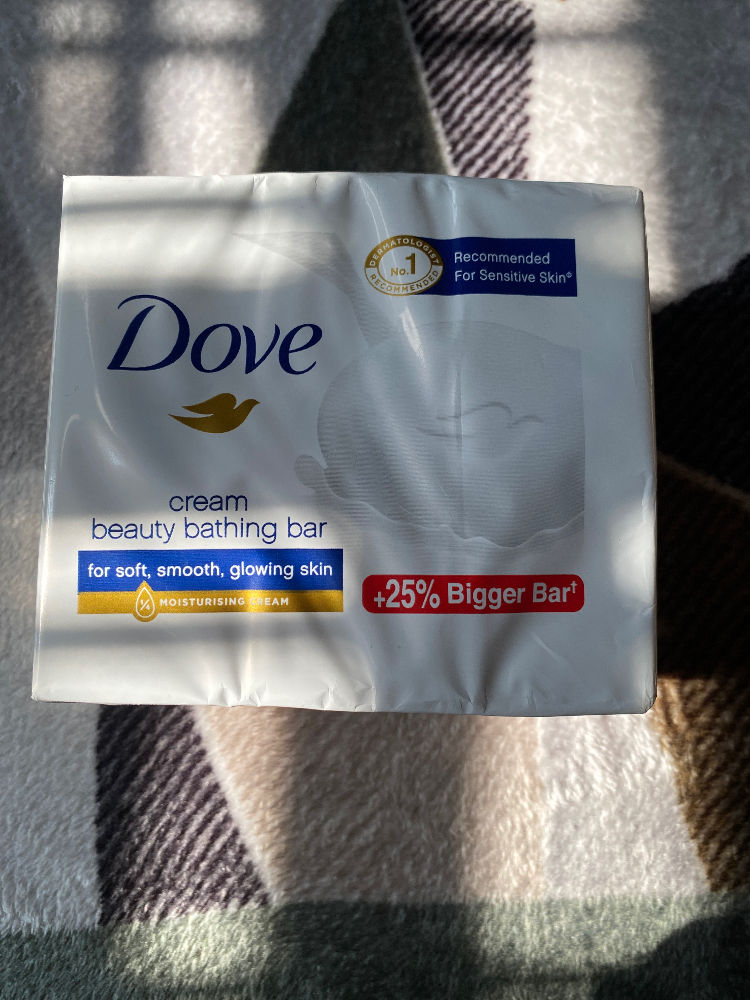 DERMATOLOGIST
No.1
RECOMMENDED
Recommended
For Sensitive Skin®
Dove
cream
beauty bathing bar
for soft, smooth, glowing skin
¼ MOISTURISING CREAM
+25% Bigger Bar†